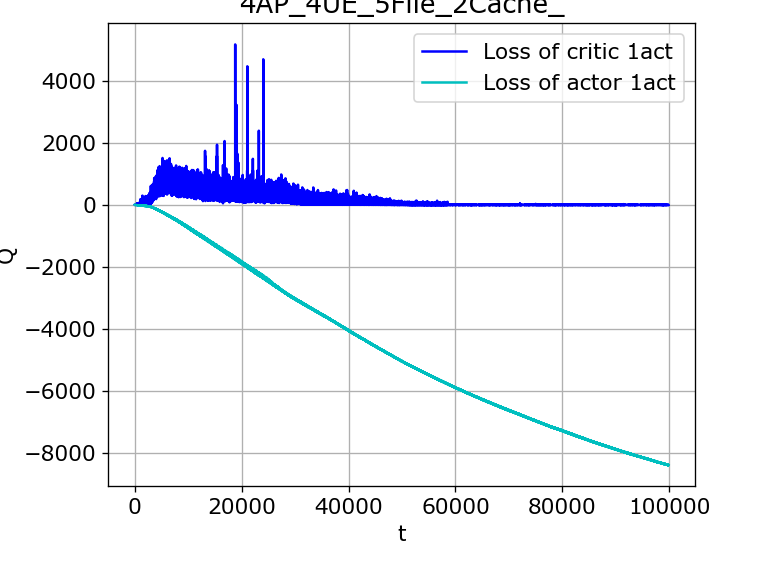 4AP_4UE_5File_2Cache_
Loss of critic 1act
Loss of actor 1act
4000
2000
0
−2000
−4000
−6000
−8000
Q
0 20000 40000 60000 80000 100000
t